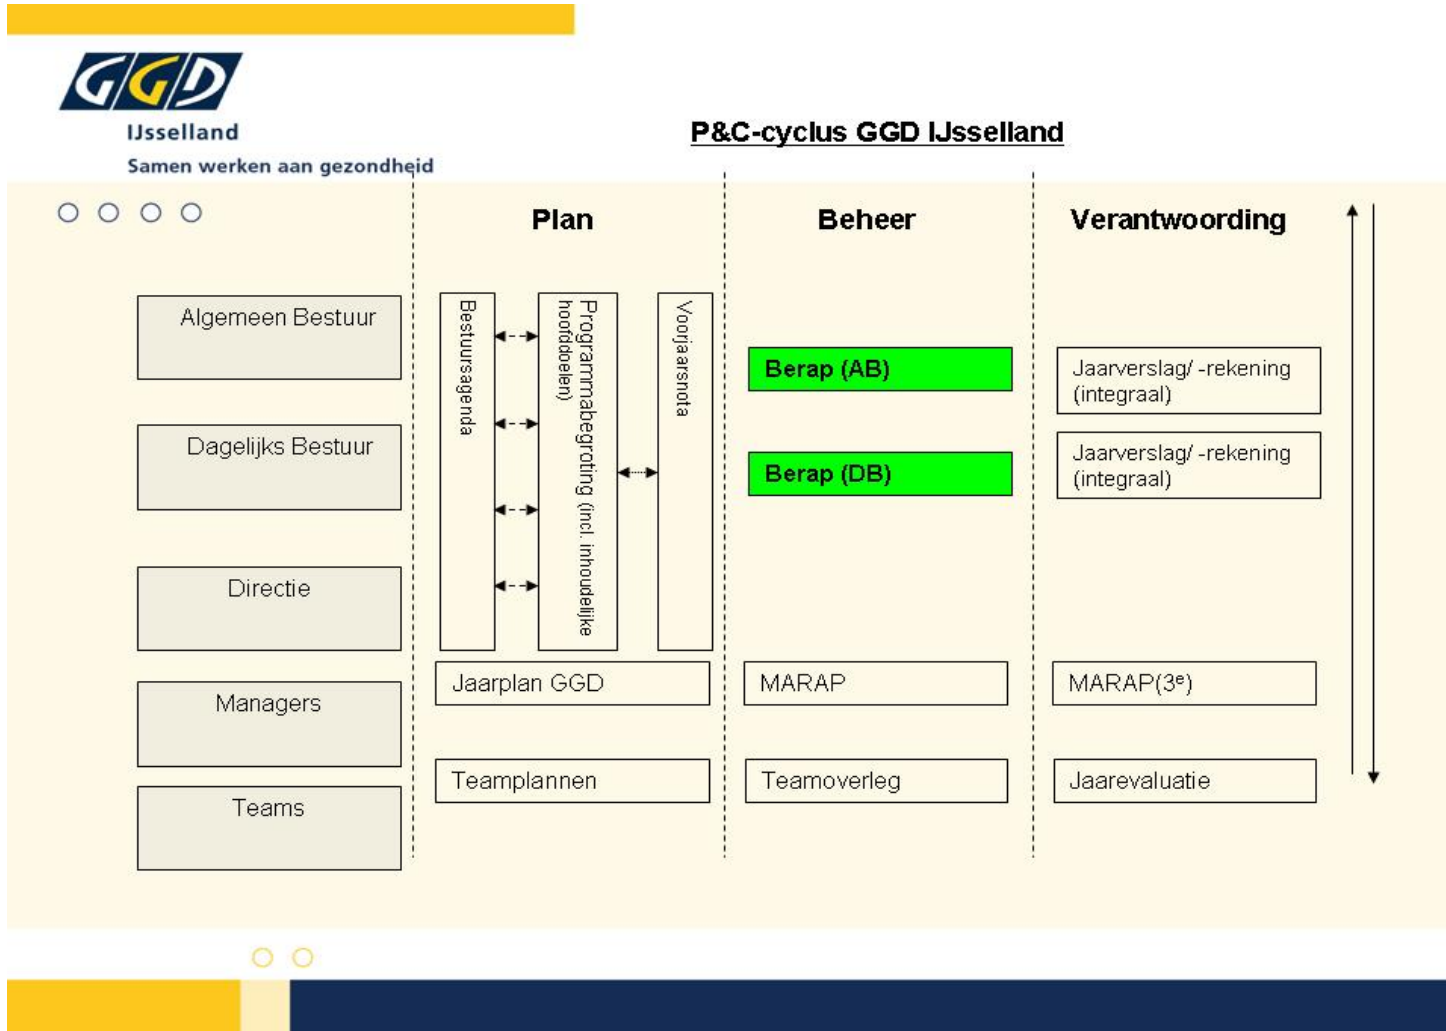 GGD
IJsselland
Samen werken aan gezondheid
P&C-cyclus GGD IJsselland
Plan
Beheer
Verantwoording
Algemeen Bestuur
Dagelijks Bestuur
Directie
Managers
Teams
Bestuursagenda
Programmabegroting (incl. inhoudelijke
hoofddoelen)
Voorjaarsnota
Jaarplan GGD
Teamplannen
Berap (AB)
Berap (DB)
MARAP
Teamoverleg
Jaarverslag/ -rekening
(integraal)
Jaarverslag/ -rekening
(integraal)
MARAP(3ᵉ)
Jaarevaluatie